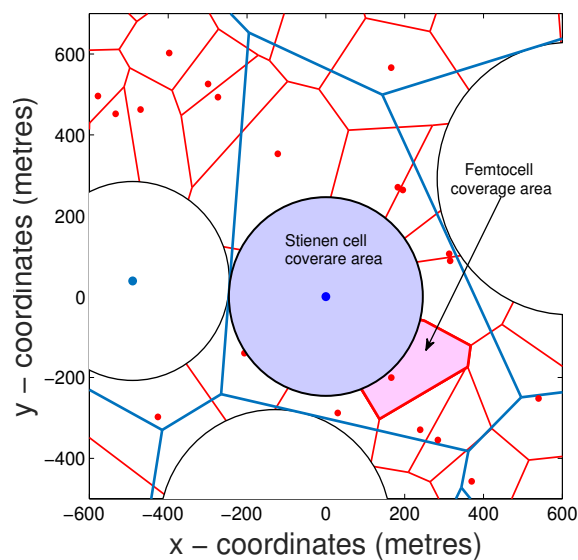 600
400
200
0
−200
−400
−600 −400 −200 0 200 400 600
x − coordinates (metres)
y − coordinates (metres)
Femtocell
coverage area
Stienen cell
coverare area